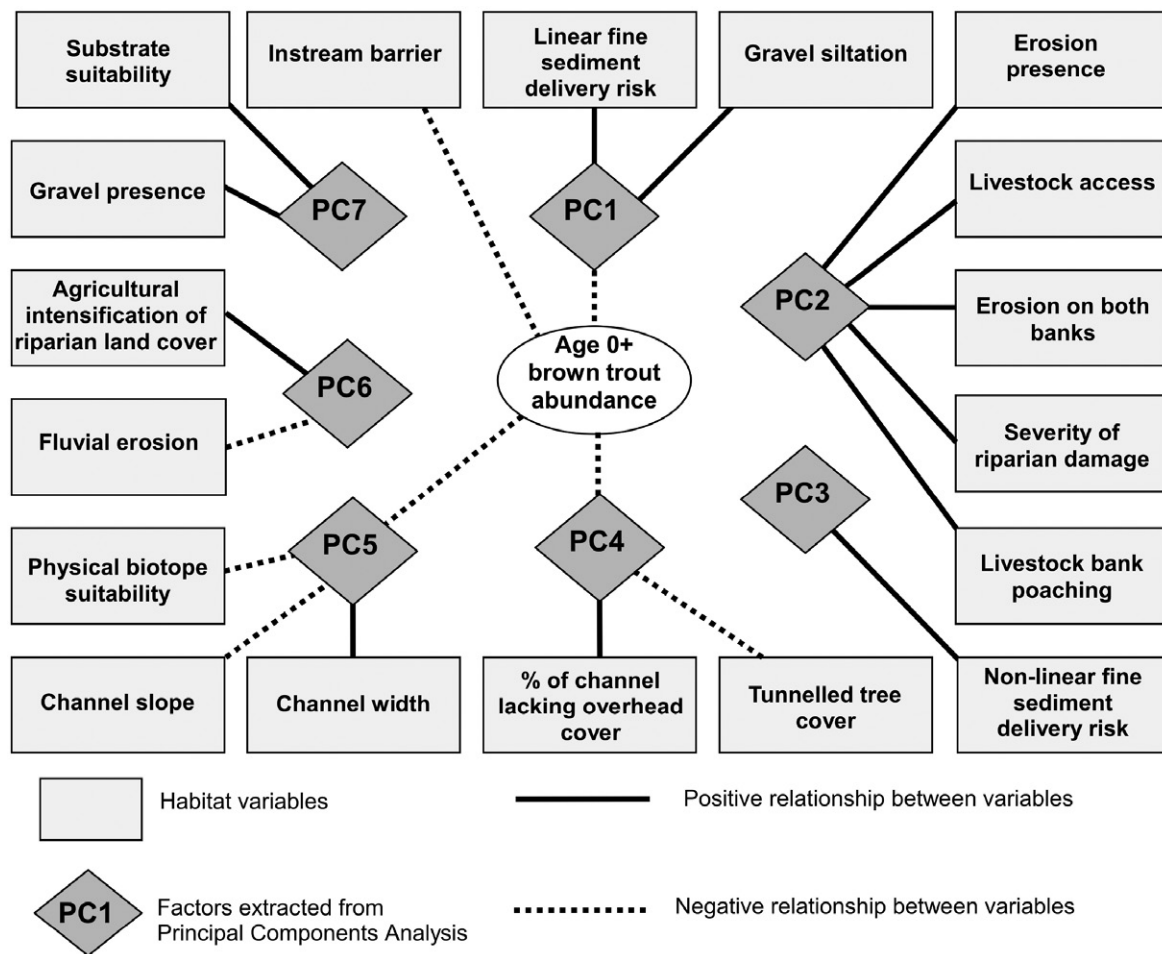 Substrate
suitability
Instream barrier
Linear fine
sediment
delivery risk
Gravel siltation
Erosion
presence
Gravel presence
PC7
PC1
Livestock access
Agricultural
intensification of
riparian land cover
PC2
Erosion on both
banks
Age 0+
brown trout
abundance
PC6
Fluvial erosion
Severity of
riparian damage
PC3
Physical biotope
suitability
PC5
PC4
Livestock bank
poaching
Channel slope
Channel width
% of channel
lacking overhead
cover
Tunnelled tree
cover
Non-linear fine
sediment
delivery risk
Habitat variables
Positive relationship between variables
PC1
Factors extracted from
Principal Components Analysis
Negative relationship between variables